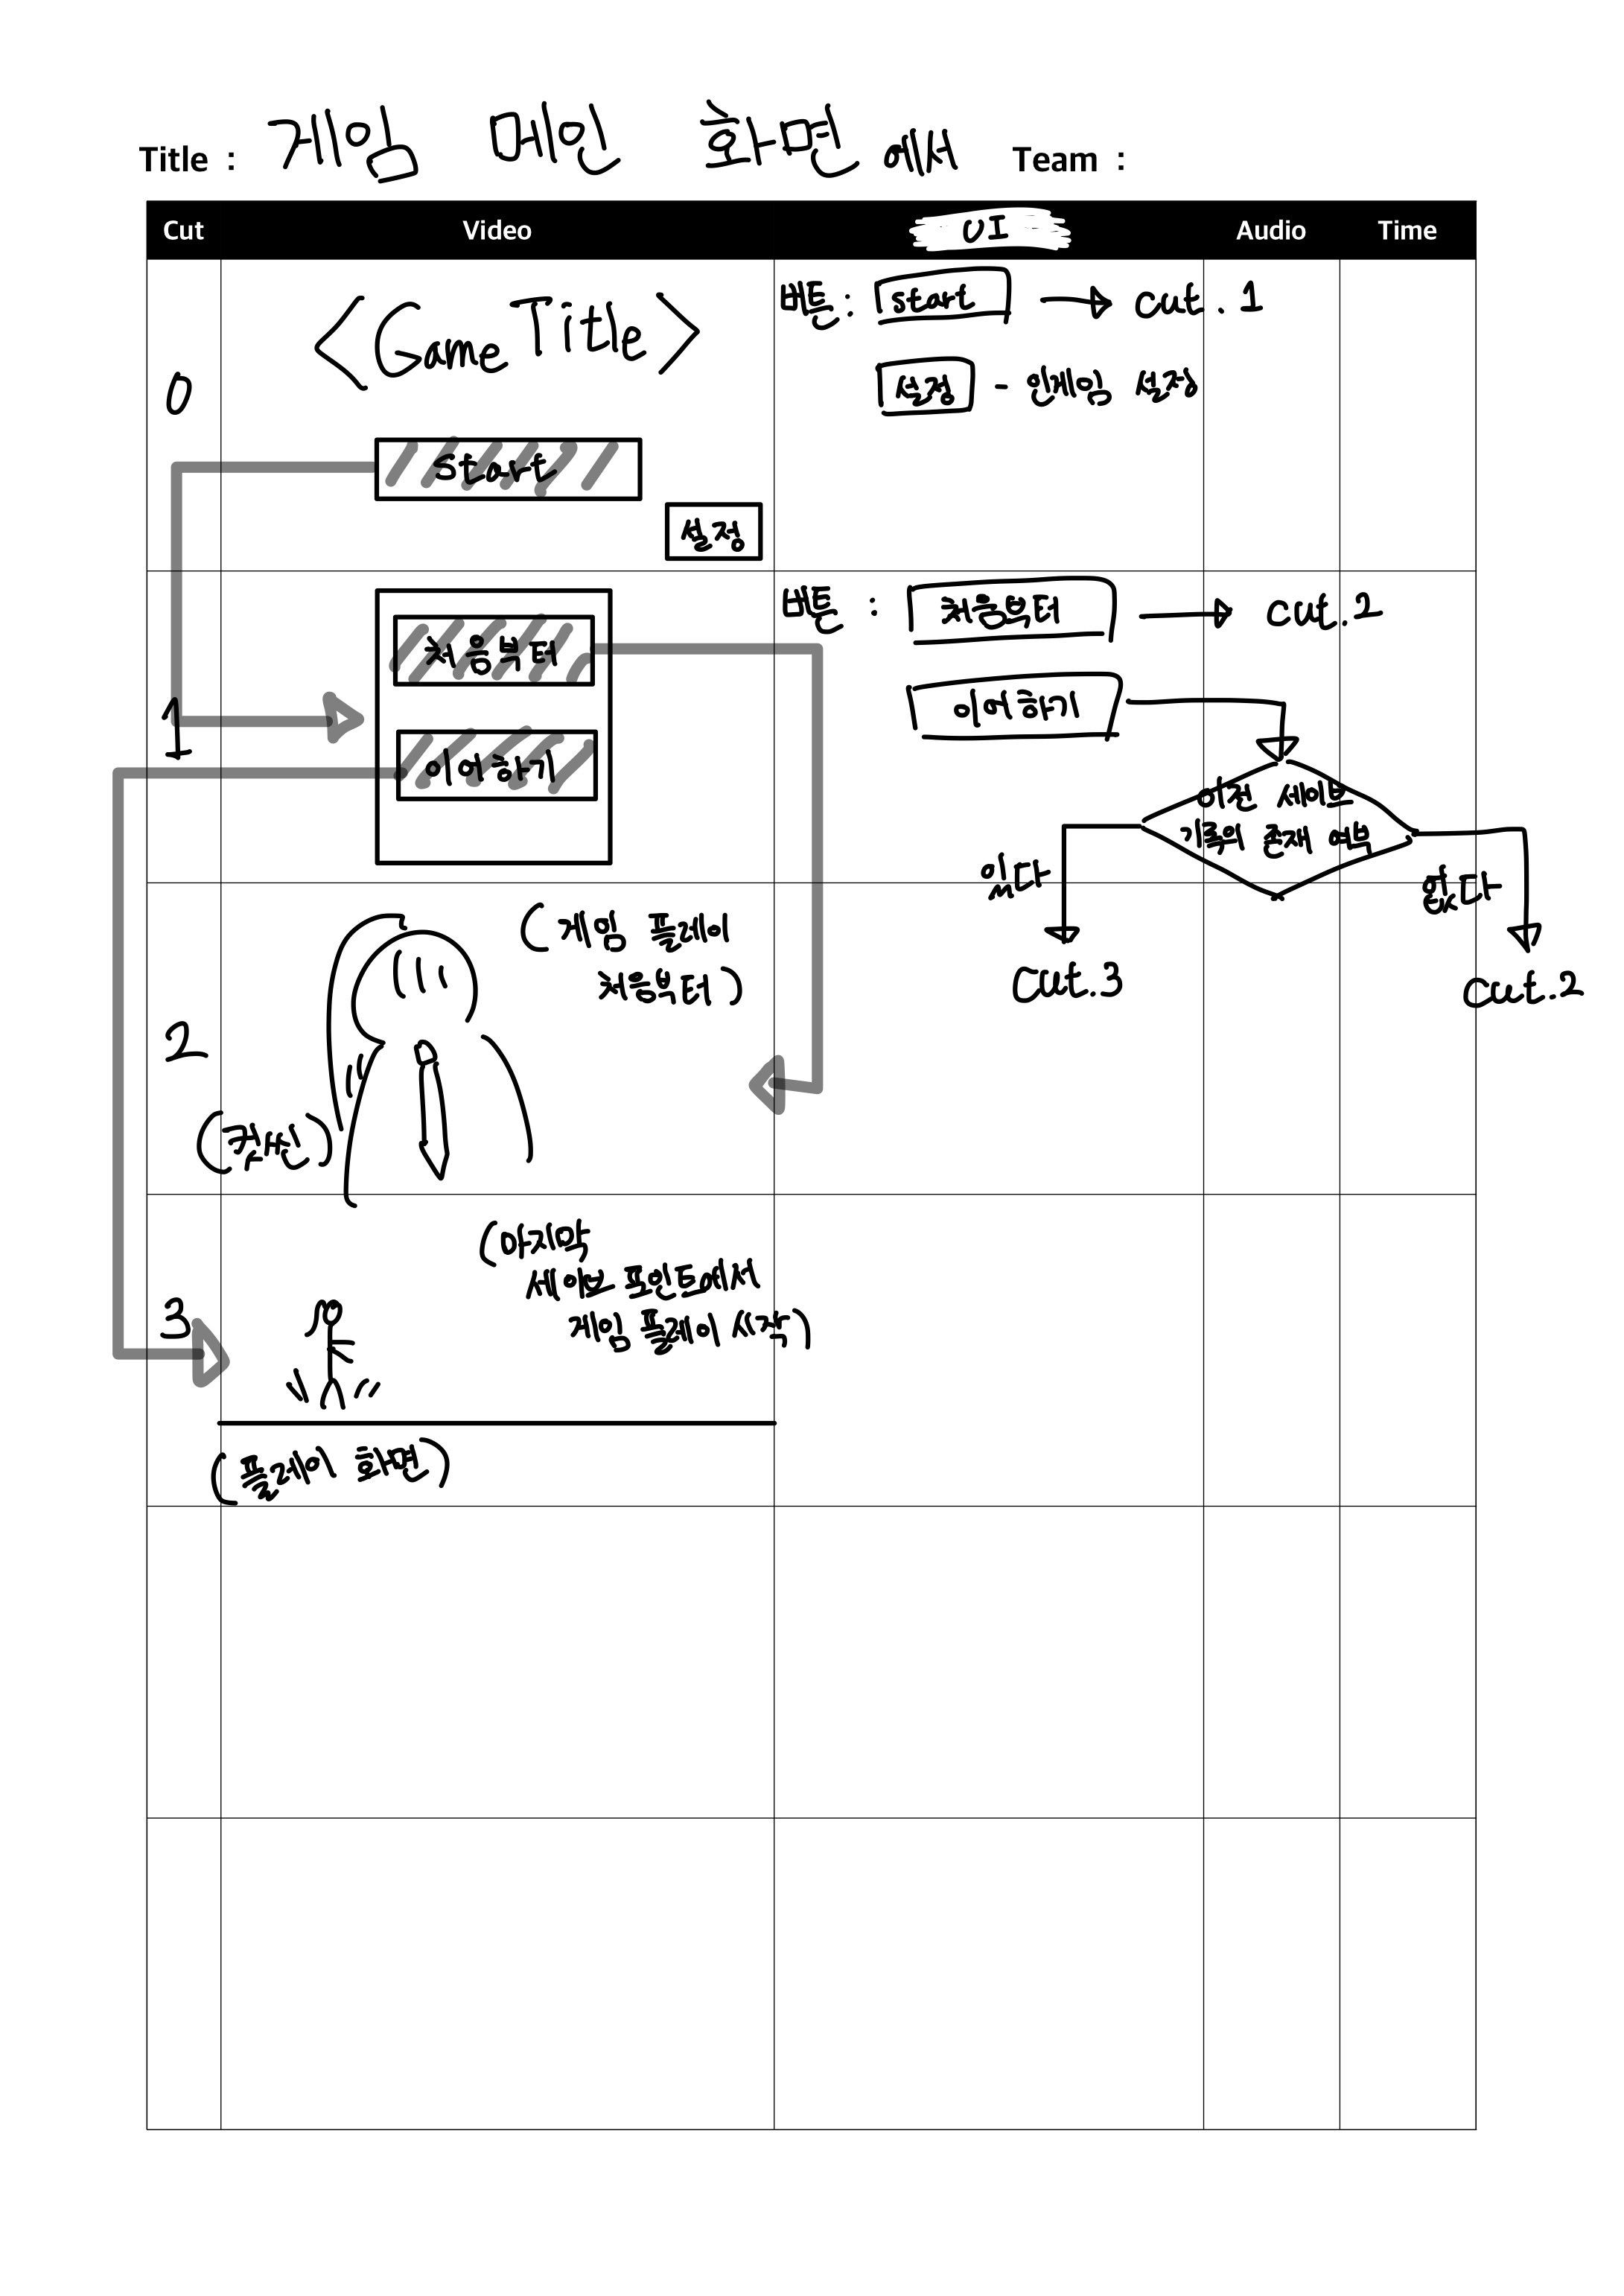 Title : 게임 메인 화면에서 Team :
Cut Video UI Audio Time
0
<Game Title>
Start
설정
버튼 : Start → cut. 1
설정 - 인게임 설정
1
처음부터
이어하기
버튼 : 처음부터 → cut. 2
이어하기
이전 세이브
기록의 존재 여부
있다
없다
cut. 3
cut. 2
2
(게임 플레이
처음부터)
(컷씬)
3
(마지막
세이브 포인트에서
게임 플레이 시작)
(플레이 화면)